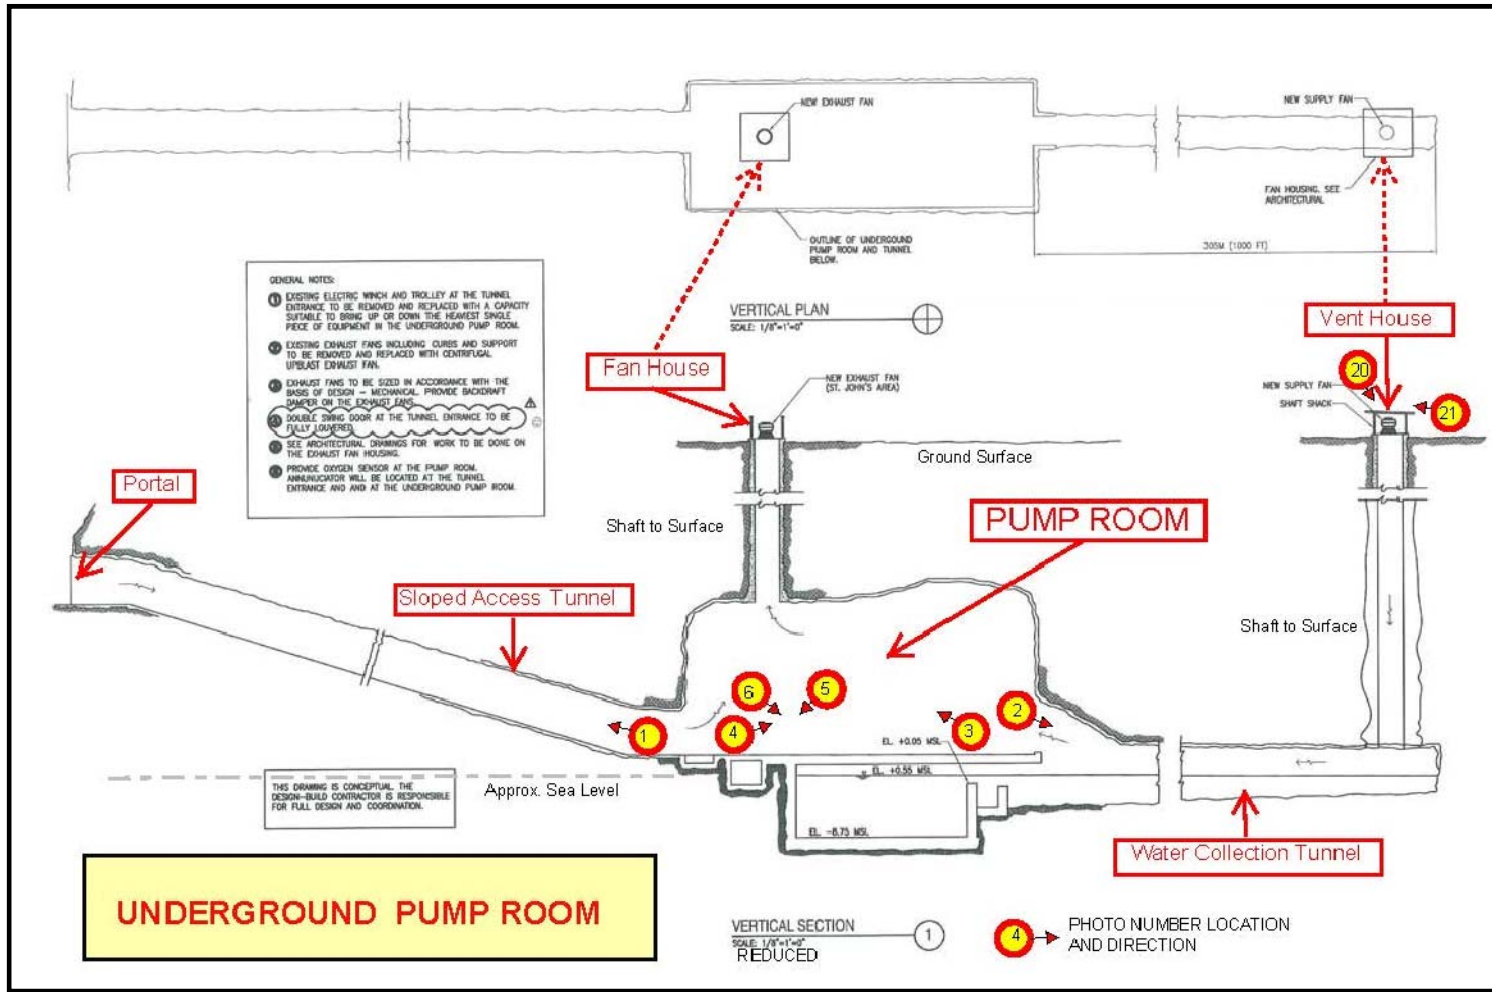 NEW EXHAUST FAN
NEW SUPPLY FAN
FAN HOUSING, SEE
ARCHITECTURAL
OUTLINE OF UNDERGOUND
PUMP ROOM AND TUNNEL
BELOW.
305M (1000 FT)
GENERAL NOTES:
1 EXISTING ELECTRIC WINCH AND TROLLEY AT THE TUNNEL
ENTRANCE TO BE REMOVED AND REPLACED WITH A CAPACITY
SUITABLE TO BRING UP OR DOWN THE HEAVIEST SINGLE
PIECE OF EQUIPMENT IN THE UNDERGROUND PUMP ROOM.
EXISTING EXHAUST FANS INCLUDING CURBS AND SUPPORT
TO BE REMOVED AND REPLACED WITH CENTRIFUGAL
UPBLAST EXHAUST FAN.
EXHAUST FANS TO BE SIZED IN ACCORDANCE WITH THE
BASIS OF DESIGN - MECHANICAL. PROVIDE BACKDRAFT
DAMPER ON THE EXHAUST FANS.
DOUBLE SWING DOOR AT THE TUNNEL ENTRANCE TO BE
FULLY LOUVERED.
SEE ARCHITECTURAL DRAWINGS FOR WORK TO BE DONE ON
THE EXHAUST FAN HOUSING.
PROVIDE OXYGEN SENSOR AT THE PUMP ROOM.
ANNUNCIATOR WILL BE LOCATED AT THE TUNNEL
ENTRANCE AND AND AT THE UNDERGROUND PUMP ROOM.
VERTICAL PLAN
SCALE: 1/8"=1'=0"
Vent House
Fan House
20
21
NEW EXHAUST FAN
(ST. JOHN'S AREA)
NEW SUPPLY FAN
SHAFT SHACK
Ground Surface
Portal
Shaft to Surface
PUMP ROOM
Sloped Access Tunnel
Shaft to Surface
6
5
2
1
4
3
EL. +0.05 MSL
EL. +0.55 MSL
EL. -6.75 MSL
Approx. Sea Level
THIS DRAWING IS CONCEPTUAL. THE
DESIGN-BUILD CONTRACTOR IS RESPONSIBLE
FOR FULL DESIGN AND COORDINATION.
Water Collection Tunnel
UNDERGROUND PUMP ROOM
VERTICAL SECTION
SCALE: 1/8"=1'=0"
REDUCED
1
4
PHOTO NUMBER LOCATION
AND DIRECTION